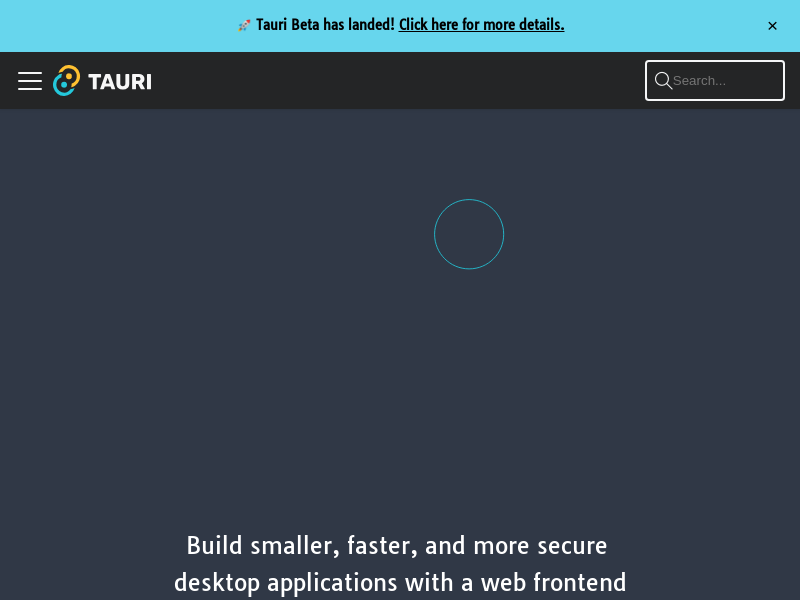 🚀 Tauri Beta has landed! Click here for more details.
×
TAURI
Search...
Build smaller, faster, and more secure
desktop applications with a web frontend